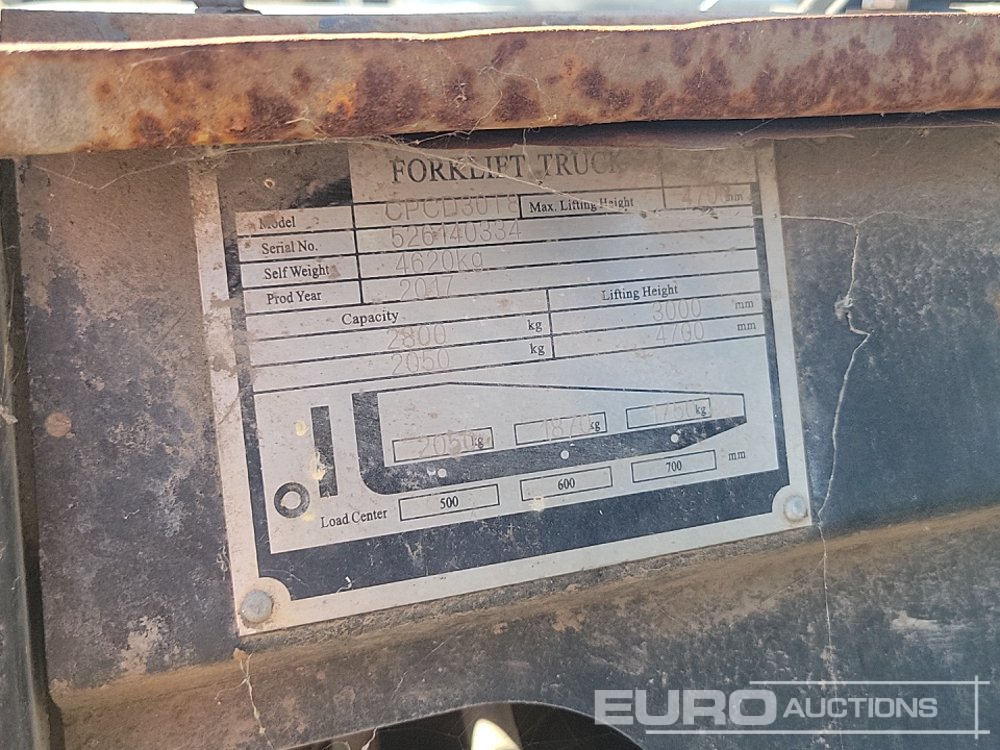 FORKLIFT TRUCK
Model CPCD30T8 Max. Lifting Height 4700 mm
Serial No. 526140334
Self Weight 4620kg
Prod Year 2017
Capacity Lifting Height
2800 kg 3000 mm
2050 kg 4700 mm
2050 kg 1870 kg 1750 kg
Load Center 500 600 700 mm
EURO AUCTIONS